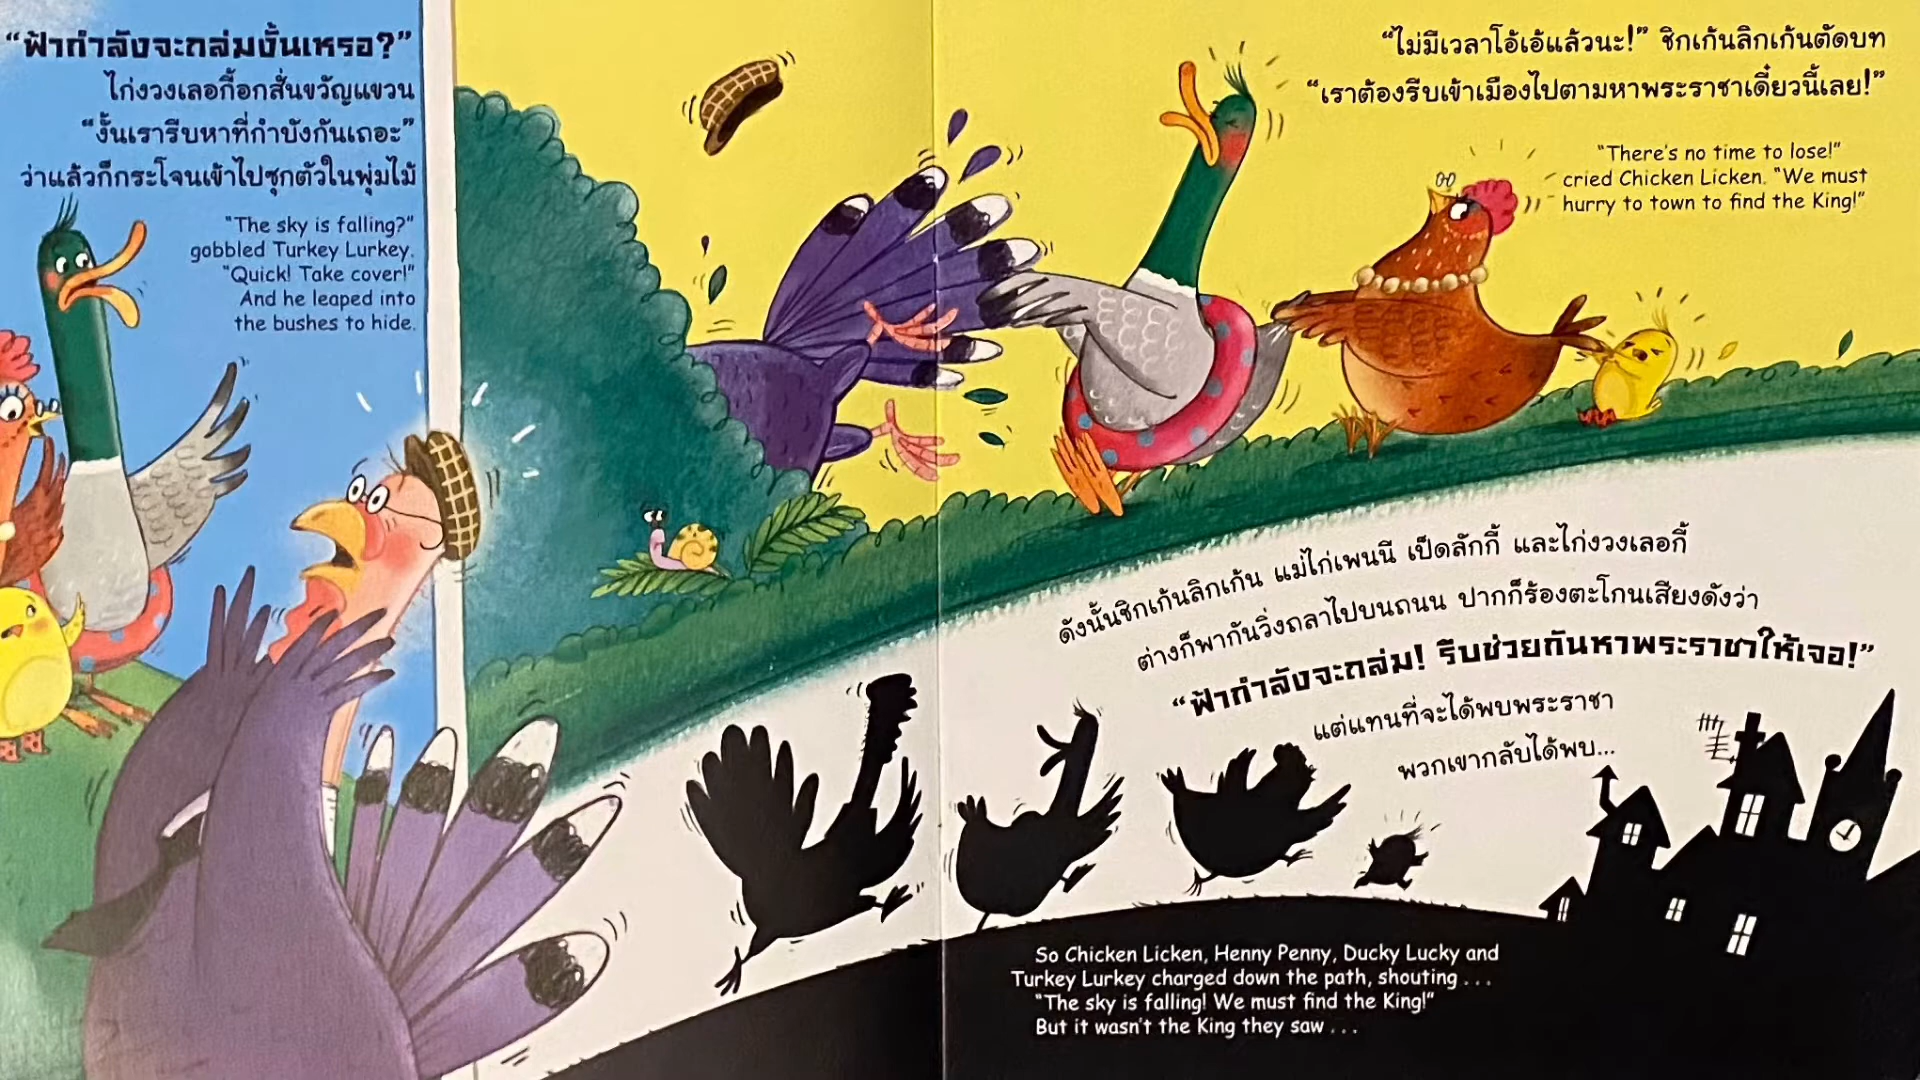 “ฟ้ากำลังจะถล่มงั้นเหรอ?”
ไก่งวงเลอกี้อกสั่นขวัญแขวน
“งั้นเรารีบหาที่กำบังกันเถอะ”
ว่าแล้วก็กระโจนเข้าไปซุกตัวในพุ่มไม้
“The sky is falling?”
gobbled Turkey Lurkey.
“Quick! Take cover!”
And he leaped into
the bushes to hide.
“ไม่มีเวลาโอ้เอ้แล้วนะ!” ชิกเก้นลิกเก้นตัดบท
“เราต้องรีบเข้าเมืองไปตามหาพระราชาเดี๋ยวนี้เลย!”
“There’s no time to lose!”
cried Chicken Licken. “We must
hurry to town to find the King!”
ดังนั้นชิกเก้นลิกเก้น แม่ไก่เพนนี เป็ดลักกี้ และไก่งวงเลอกี้
ต่างก็พากันวิ่งถลาไปบนถนน ปากก็ร้องตะโกนเสียงดังว่า
“ฟ้ากำลังจะถล่ม! รีบช่วยกันหาพระราชาให้เจอ!”
แต่แทนที่จะได้พบพระราชา
พวกเขากลับได้พบ...
So Chicken Licken, Henny Penny, Ducky Lucky and
Turkey Lurkey charged down the path, shouting . . .
“The sky is falling! We must find the King!”
But it wasn’t the King they saw . . .